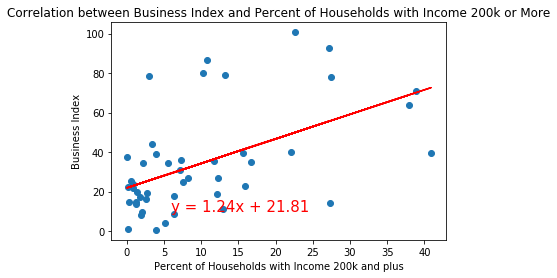 Correlation between Business Index and Percent of Households with Income 200k or More
100
80
60
40
20
0
Business Index
y = 1.24x + 21.81
0 5 10 15 20 25 30 35 40
Percent of Households with Income 200k and plus